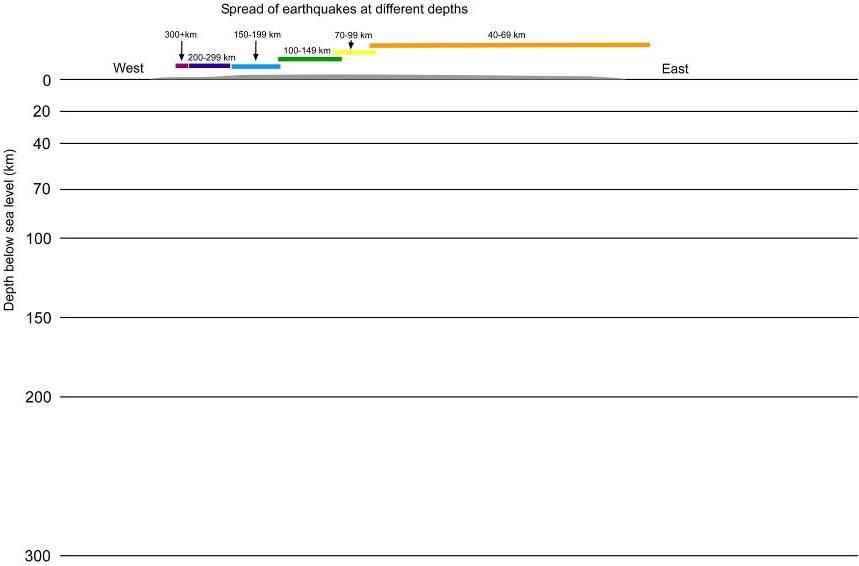 Spread of earthquakes at different depths
300+km
150-199 km
70-99 km
40-69 km
200-299 km
100-149 km
West
East
0
20
40
70
100
150
200
300
Depth below sea level (km)